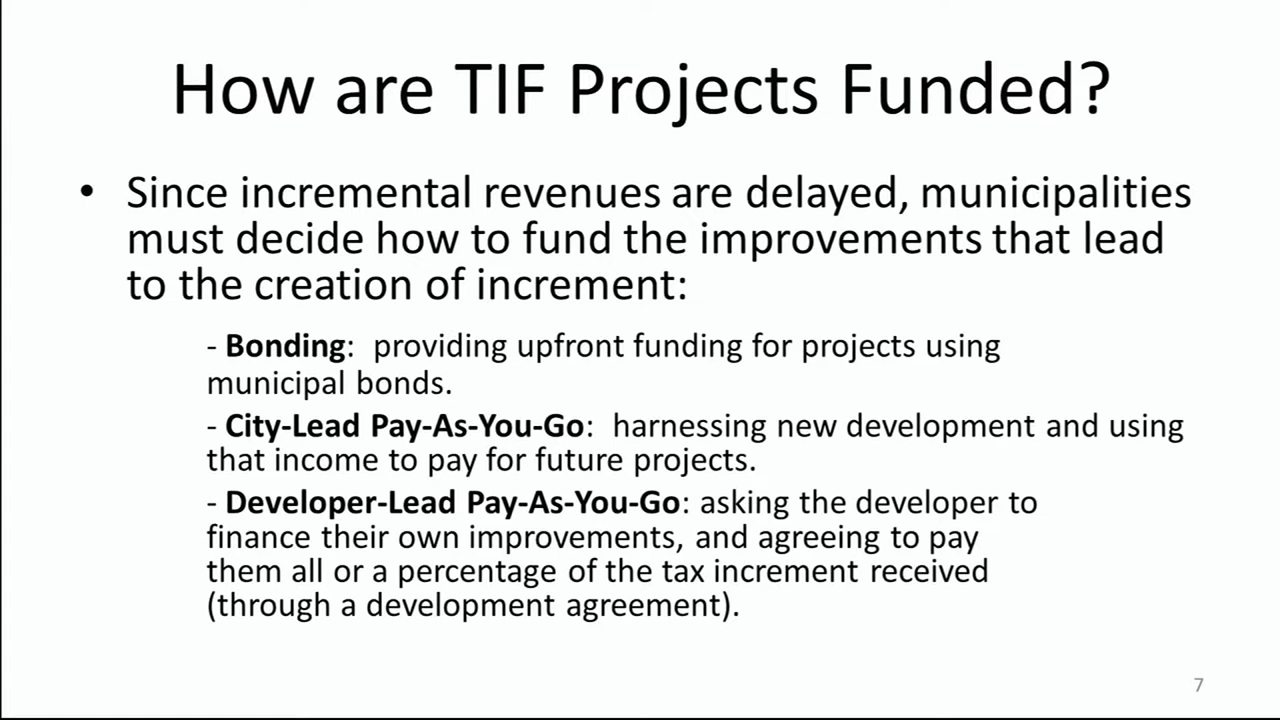 How are TIF Projects Funded?
• Since incremental revenues are delayed, municipalities
must decide how to fund the improvements that lead
to the creation of increment:
- Bonding:  providing upfront funding for projects using
municipal bonds.
- City-Lead Pay-As-You-Go:  harnessing new development and using
that income to pay for future projects.
- Developer-Lead Pay-As-You-Go: asking the developer to
finance their own improvements, and agreeing to pay
them all or a percentage of the tax increment received
(through a development agreement).
7